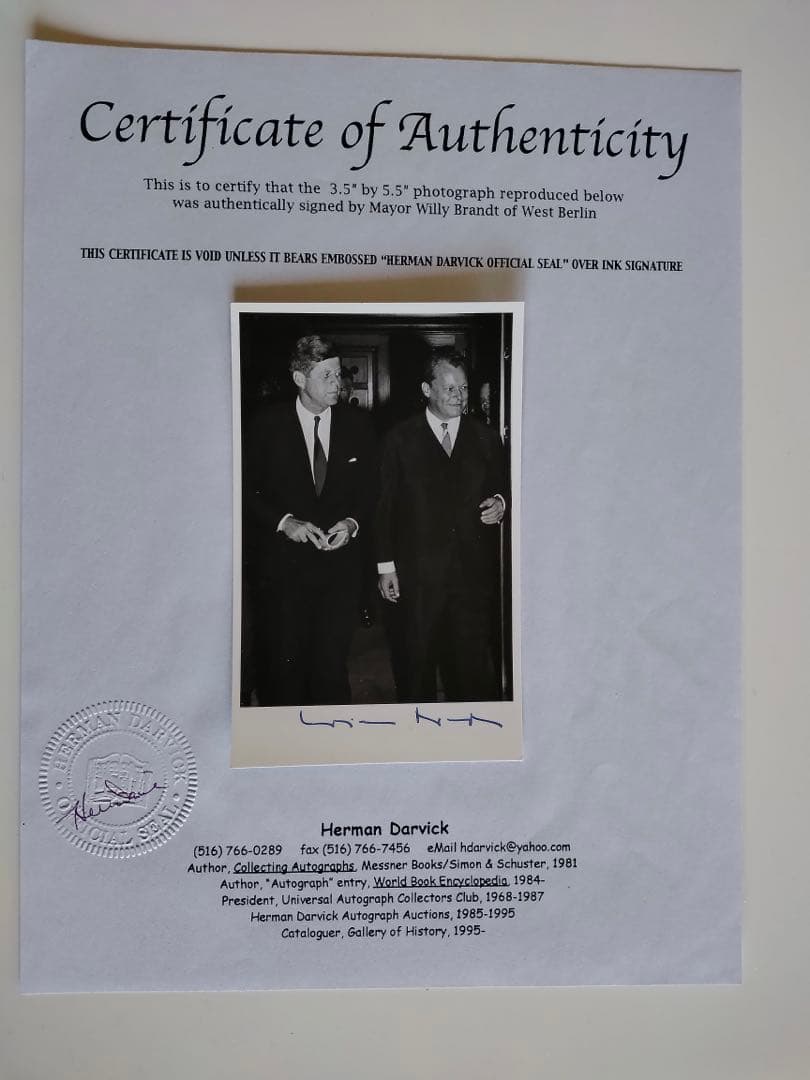 Certificate of Authenticity
This is to certify that the 3.5" by 5.5" photograph reproduced below
was authentically signed by Mayor Willy Brandt of West Berlin
THIS CERTIFICATE IS VOID UNLESS IT BEARS EMBOSSED “HERMAN DARVICK OFFICIAL SEAL” OVER INK SIGNATURE
HERMAN DARVICK
OFFICIAL SEAL
Herman Darvick
(516) 766-0289 fax (516) 766-7456 eMail hdarvick@yahoo.com
Author, Collecting Autographs, Messner Books/Simon & Schuster, 1981
Author, "Autograph" entry, World Book Encyclopedia, 1984-
President, Universal Autograph Collectors Club, 1968-1987
Herman Darvick Autograph Auctions, 1985-1995
Cataloguer, Gallery of History, 1995-